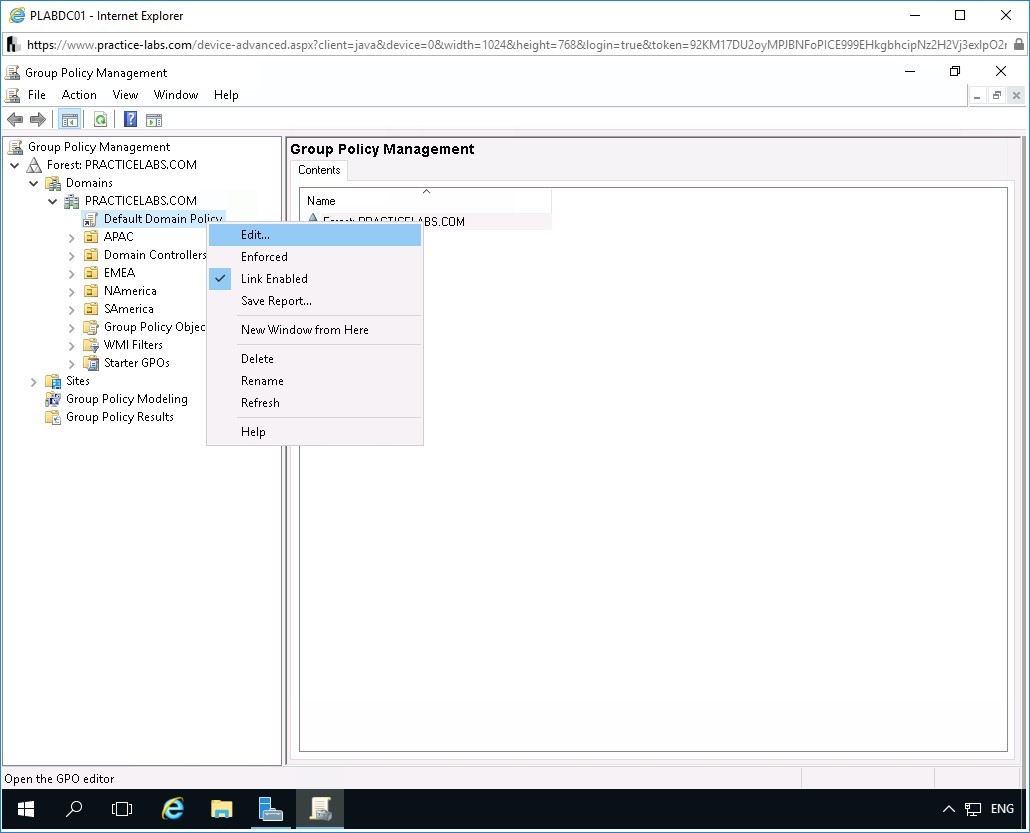 PLABDC01 - Internet Explorer
https://www.practice-labs.com/device-advanced.aspx?client=java&device=0&width=1024&height=768&login=true&token=92KM17DU2oyMPJBNFoPICE999EHkgbhcipNz2H2Vj3exIpO2r
Group Policy Management
File Action View Window Help
Group Policy Management
Forest: PRACTICELABS.COM
Domains
PRACTICELABS.COM
Default Domain Policy
APAC
Domain Controllers
EMEA
NAmerica
SAmerica
Group Policy Objec
WMI Filters
Starter GPOs
Sites
Group Policy Modeling
Group Policy Results
Edit...
Enforced
Link Enabled
Save Report...
New Window from Here
Delete
Rename
Refresh
Help
Group Policy Management
Contents
Name
Forest: PRACTICELABS.COM
Open the GPO editor
ENG